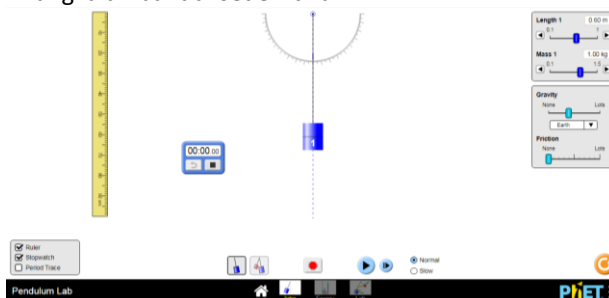 Length 1 0.60 m
0.1 1
Mass 1 1.00 kg
0.1 1.5
Gravity
None Lots
Earth
Friction
None Lots
00:00.00
1
Ruler
Stopwatch
Period Trace
Normal
Slow
Pendulum Lab
PhET